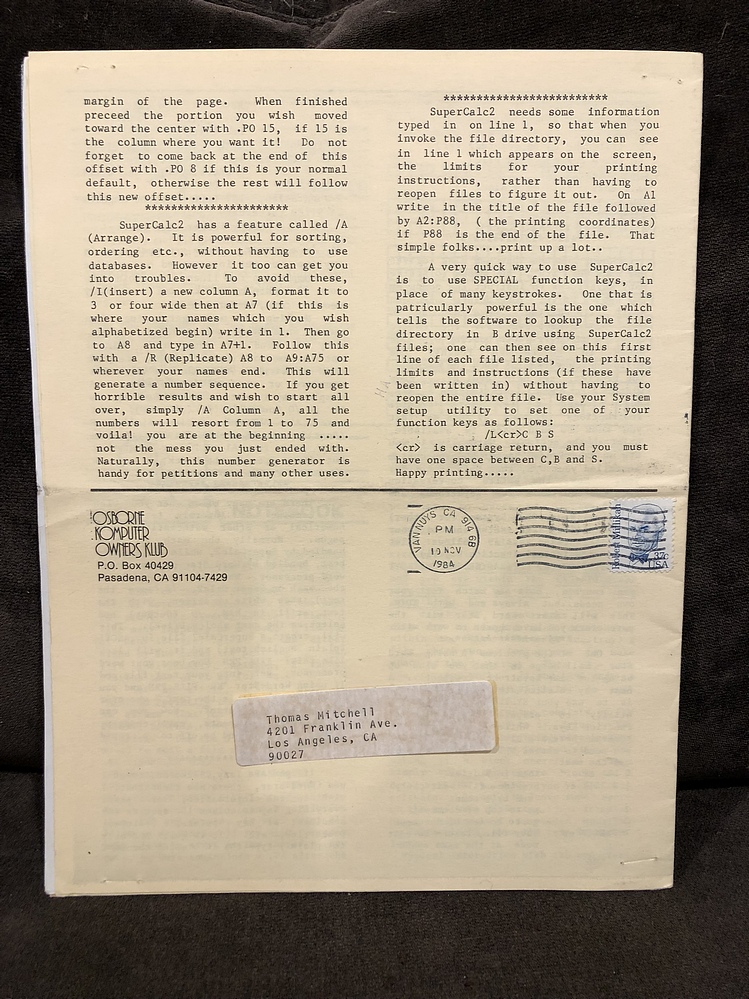 margin of the page. When finished
preceed the portion you wish moved
toward the center with .PO 15, if 15 is
the column where you want it! Do not
forget to come back at the end of this
offset with .PO 8 if this is your normal
default, otherwise the rest will follow
this new offset.....
**********************
SuperCalc2 has a feature called /A
(Arrange). It is powerful for sorting,
ordering etc., without having to use
databases. However it too can get you
into troubles. To avoid these,
/I(insert) a new column A, format it to
3 or four wide then at A7 (if this is
where your names which you wish
alphabetized begin) write in 1. Then go
to A8 and type in A7+1. Follow this
with a /R (Replicate) A8 to A9:A75 or
wherever your names end. This will
generate a number sequence. If you get
horrible results and wish to start all
over, simply /A Column A, all the
numbers will resort from 1 to 75 and
voila! you are at the beginning .....
not the mess you just ended with.
Naturally, this number generator is
handy for petitions and many other uses.
*************************
SuperCalc2 needs some information
typed in on line 1, so that when you
invoke the file directory, you can see
in line 1 which appears on the screen,
the limits for your printing
instructions, rather than having to
reopen files to figure it out. On A1
write in the title of the file followed
by A2:P88, ( the printing coordinates)
if P88 is the end of the file. That
simple folks....print up a lot..
A very quick way to use SuperCalc2
is to use SPECIAL function keys, in
place of many keystrokes. One that is
patricularly powerful is the one which
tells the software to lookup the file
directory in B drive using SuperCalc2
files; one can then see on this first
line of each file listed, the printing
limits and instructions (if these have
been written in) without having to
reopen the entire file. Use your System
setup utility to set one of your
function keys as follows:
/L<cr>C B S
<cr> is carriage return, and you must
have one space between C,B and S.
Happy printing.....
OSBORNE
KOMPUTER
OWNERS KLUB
P.O. Box 40429
Pasadena, CA 91104-7429
VAN NUYS CA 914 68
PM
10 NOV
1984
Robert Millikan
37c
USA
Thomas Mitchell
4201 Franklin Ave.
Los Angeles, CA
90027